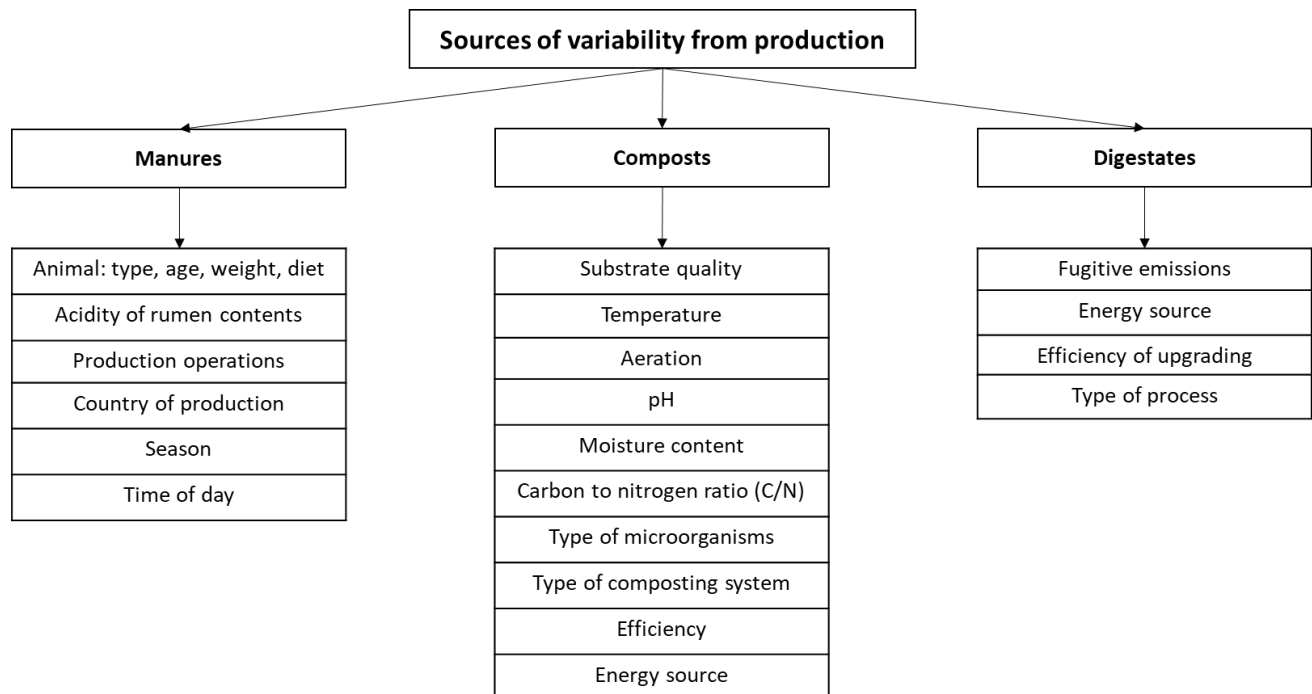 Sources of variability from production
Manures
Composts
Digestates
Animal: type, age, weight, diet
Acidity of rumen contents
Production operations
Country of production
Season
Time of day
Substrate quality
Temperature
Aeration
pH
Moisture content
Carbon to nitrogen ratio (C/N)
Type of microorganisms
Type of composting system
Efficiency
Energy source
Fugitive emissions
Energy source
Efficiency of upgrading
Type of process